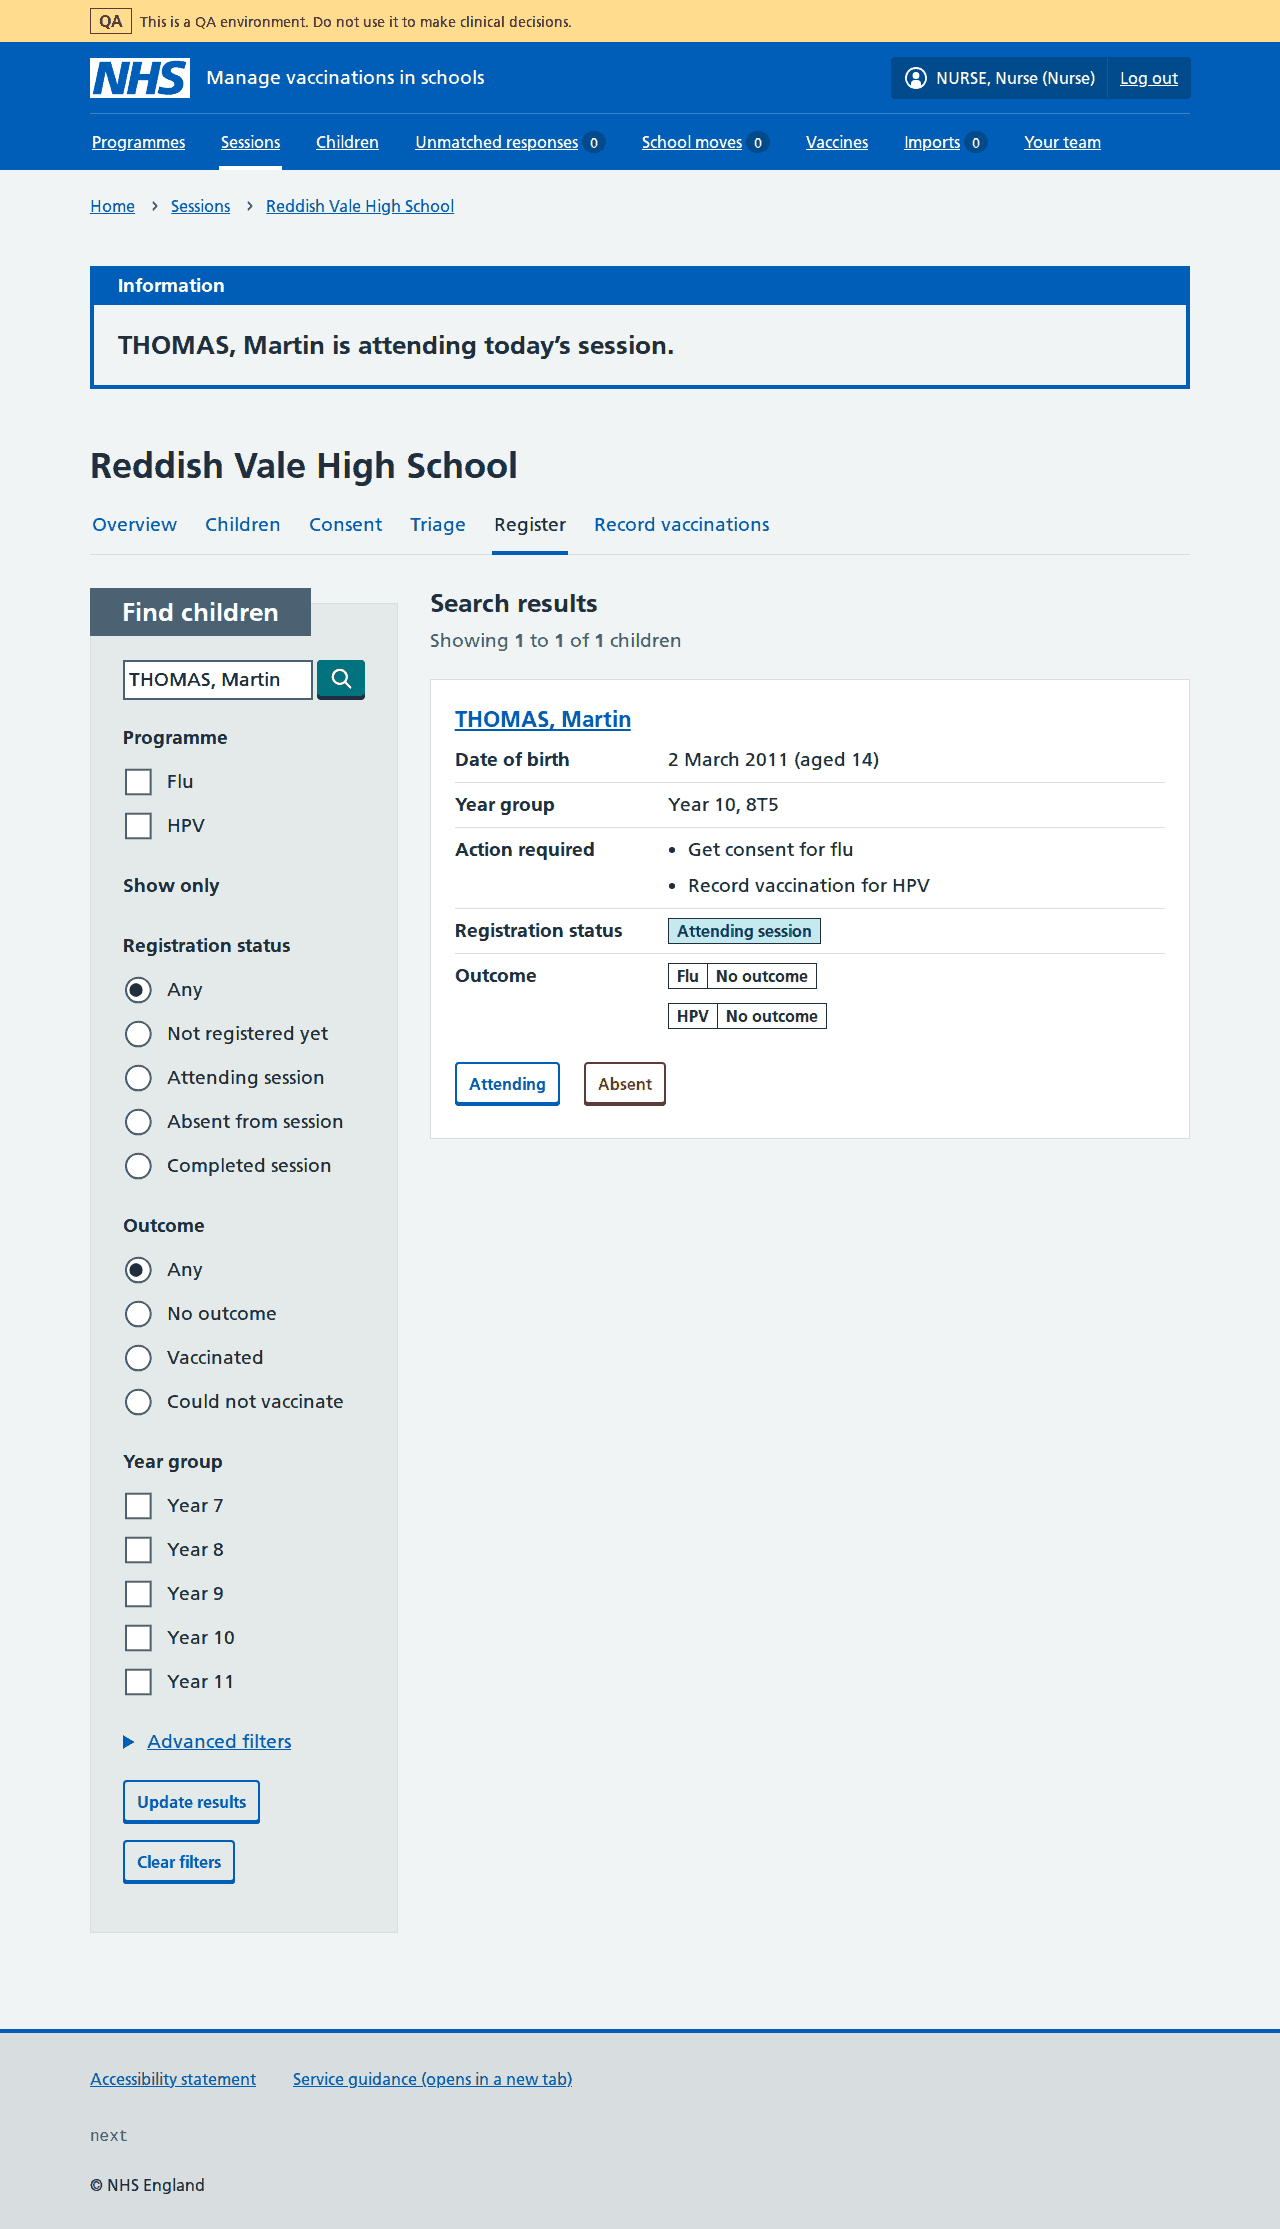 QA This is a QA environment. Do not use it to make clinical decisions.
NHS Manage vaccinations in schools NURSE, Nurse (Nurse) Log out
Programmes Sessions Children Unmatched responses 0 School moves 0 Vaccines Imports 0 Your team
Home Sessions Reddish Vale High School
Information
THOMAS, Martin is attending today’s session.
Reddish Vale High School
Overview Children Consent Triage Register Record vaccinations
Find children
THOMAS, Martin
Programme
Flu
HPV
Show only
Registration status
Any
Not registered yet
Attending session
Absent from session
Completed session
Outcome
Any
No outcome
Vaccinated
Could not vaccinate
Year group
Year 7
Year 8
Year 9
Year 10
Year 11
Advanced filters
Update results
Clear filters
Search results
Showing 1 to 1 of 1 children
THOMAS, Martin
Date of birth 2 March 2011 (aged 14)
Year group Year 10, 8T5
Action required • Get consent for flu
• Record vaccination for HPV
Registration status Attending session
Outcome Flu No outcome
HPV No outcome
Attending Absent
Accessibility statement Service guidance (opens in a new tab)
next
© NHS England